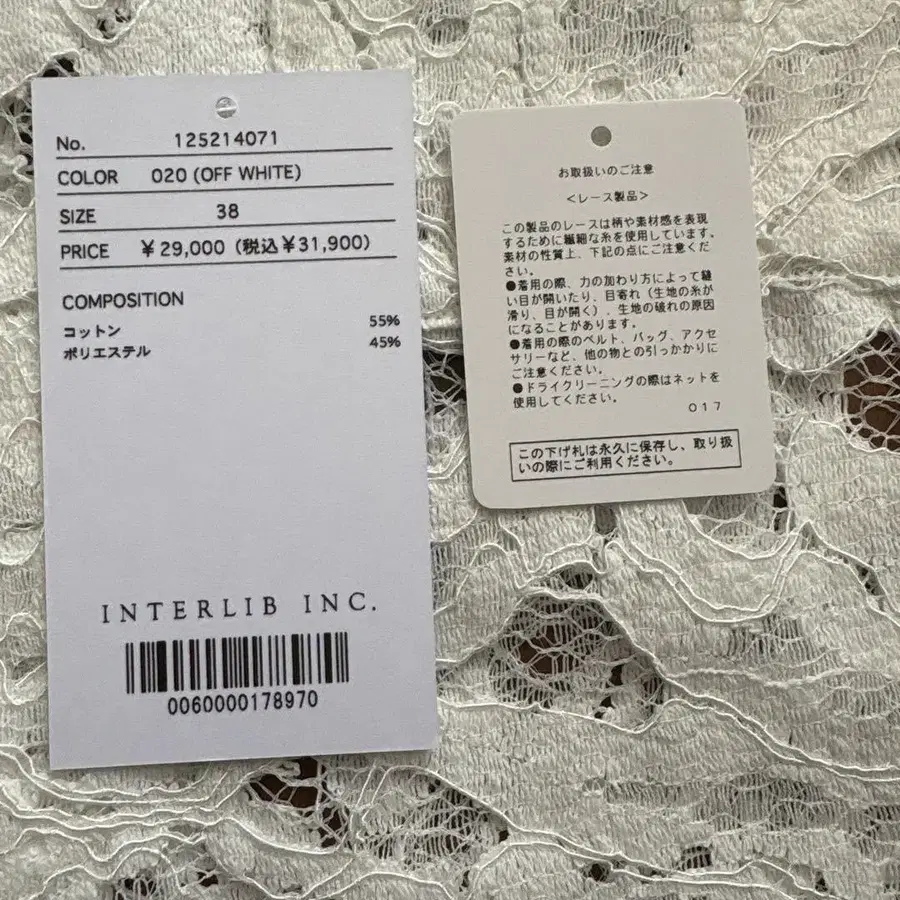 No. 125214071
COLOR 020 (OFF WHITE)
SIZE 38
PRICE ￥29,000 (税込￥31,900)
COMPOSITION
コットン 55%
ポリエステル 45%
INTERLIB INC.
0060000178970
お取扱いのご注意
＜レース製品＞
この製品のレースは柄や素材感を表現
するために繊細な糸を使用しています。
素材の性質上、下記の点にご注意くだ
さい。
●着用の際、力の加わり方によって縫
い目が開いたり、目寄れ（生地の糸が
滑り、目が開く）、生地の破れの原因
になることがあります。
●着用の際のベルト、バッグ、アクセ
サリーなど、他の物との引っかかりに
ご注意ください。
●ドライクリーニングの際はネットを
使用してください。
017
この下げ札は永久に保存し、取り扱
いの際にご利用ください。